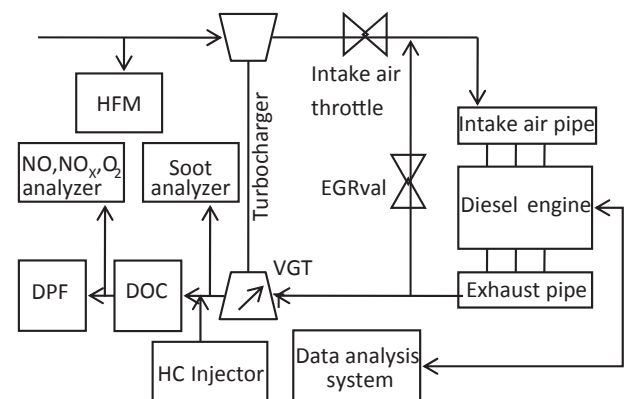 HFM
Intake air
throttle
Intake air pipe
NO,NOX,O2
analyzer
Soot
analyzer
Turbocharger
EGRval
Diesel engine
VGT
DPF
DOC
Exhaust pipe
HC Injector
Data analysis
system